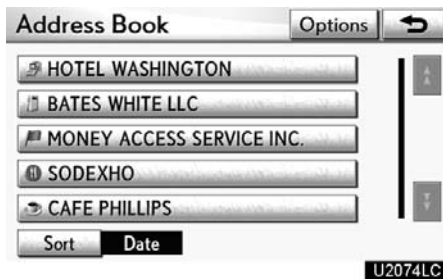 Address Book Options
HOTEL WASHINGTON
BATES WHITE LLC
MONEY ACCESS SERVICE INC.
SODEXHO
CAFE PHILLIPS
Sort Date
U2074LC